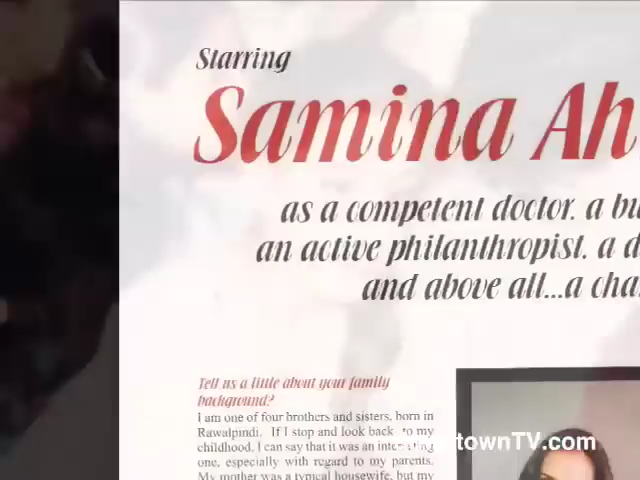 Starring
Samina Ah
as a competent doctor, a bu
an active philanthropist, a d
and above all...a cha
Tell us a little about your family
background?
I am one of four brothers and sisters, born in
Rawalpindi. If I stop and look back to my
childhood, I can say that it was an interesting
one, especially with regard to my parents.
My mother was a typical housewife, but my
townTV.com